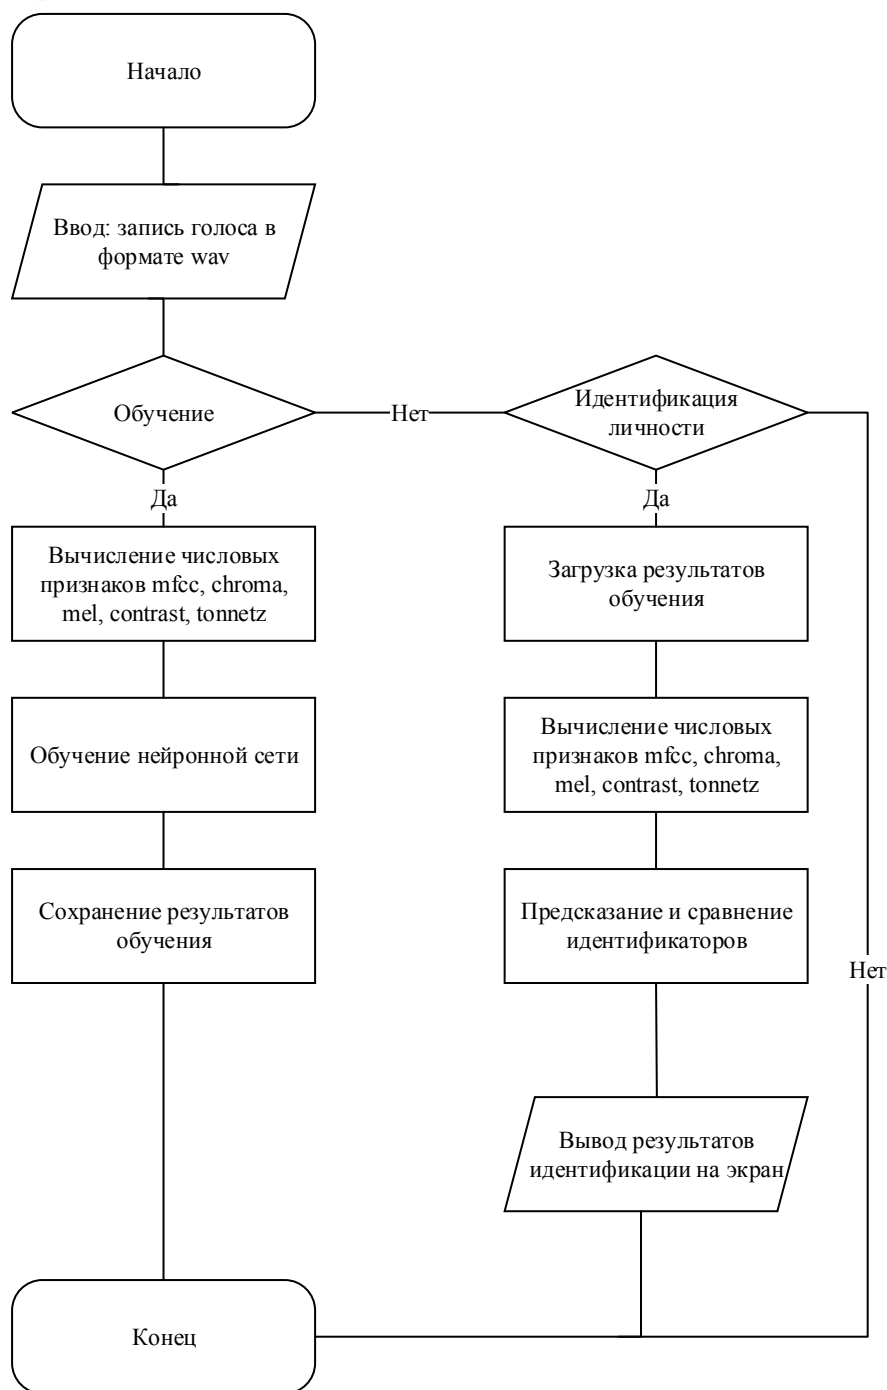 Начало
Ввод: запись голоса в
формате wav
Обучение
Нет
Идентификация
личности
Да
Да
Вычисление числовых
признаков mfcc, chroma,
mel, contrast, tonnetz
Загрузка результатов
обучения
Обучение нейронной сети
Вычисление числовых
признаков mfcc, chroma,
mel, contrast, tonnetz
Сохранение результатов
обучения
Предсказание и сравнение
идентификаторов
Нет
Вывод результатов
идентификации на экран
Конец